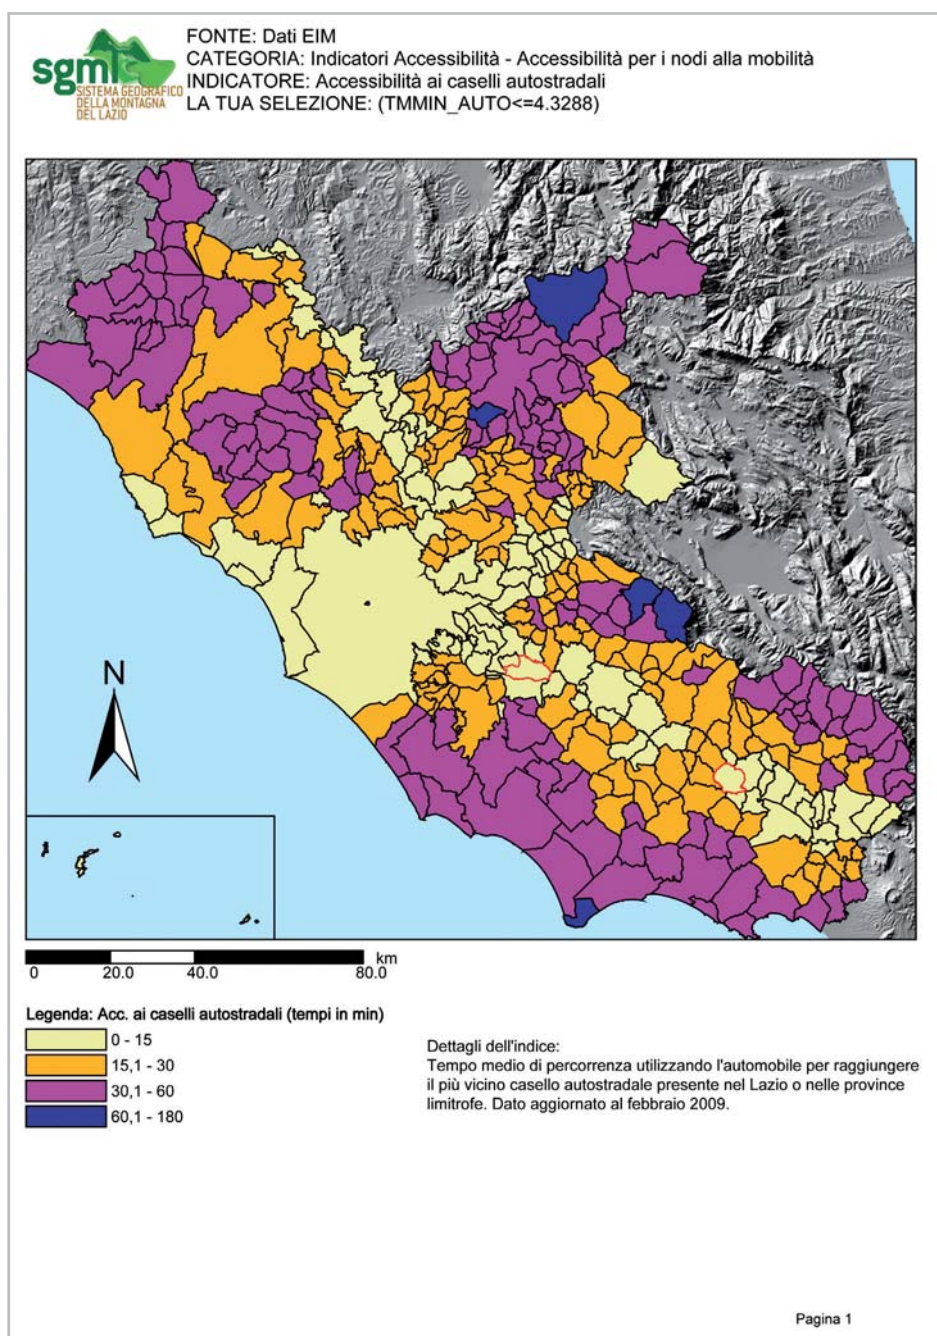 FONTE: Dati EIM
CATEGORIA: Indicatori Accessibilità - Accessibilità per i nodi alla mobilità
INDICATORE: Accessibilità ai caselli autostradali
LA TUA SELEZIONE: (TMMIN_AUTO<=4.3288)
sgml
SISTEMA GEOGRAFICO
DELLA MONTAGNA
DEL LAZIO
N
km
0 20.0 40.0 80.0
Legenda: Acc. ai caselli autostradali (tempi in min)
0 - 15
15,1 - 30
30,1 - 60
60,1 - 180
Dettagli dell'indice:
Tempo medio di percorrenza utilizzando l'automobile per raggiungere
il più vicino casello autostradale presente nel Lazio o nelle province
limitrofe. Dato aggiornato al febbraio 2009.
Pagina 1